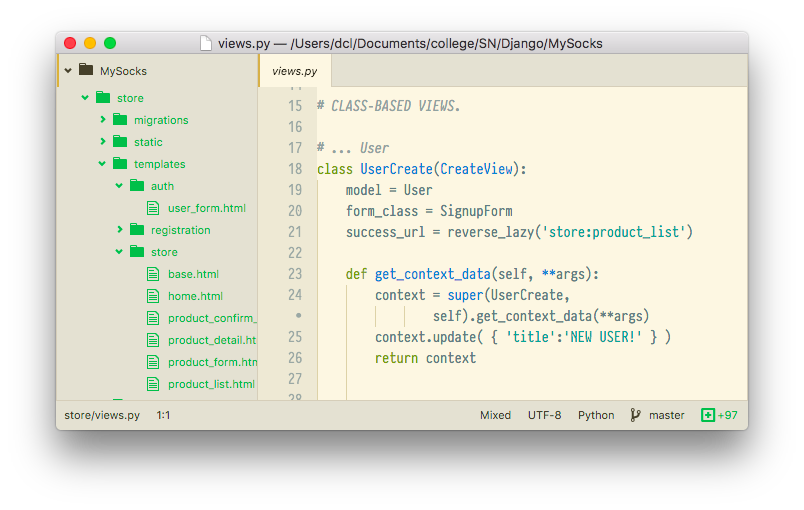 views.py — /Users/dcl/Documents/college/SN/Django/MySocks
MySocks
store
migrations
static
templates
auth
user_form.html
registration
store
base.html
home.html
product_confirm_
product_detail.ht
product_form.htm
product_list.html
views.py
15 # CLASS-BASED VIEWS.
16
17 # ... User
18 class UserCreate(CreateView):
19 model = User
20 form_class = SignupForm
21 success_url = reverse_lazy('store:product_list')
22
23 def get_context_data(self, **args):
24 context = super(UserCreate,
• self).get_context_data(**args)
25 context.update( { 'title':'NEW USER!' } )
26 return context
27
28
store/views.py 1:1 Mixed UTF-8 Python master +97